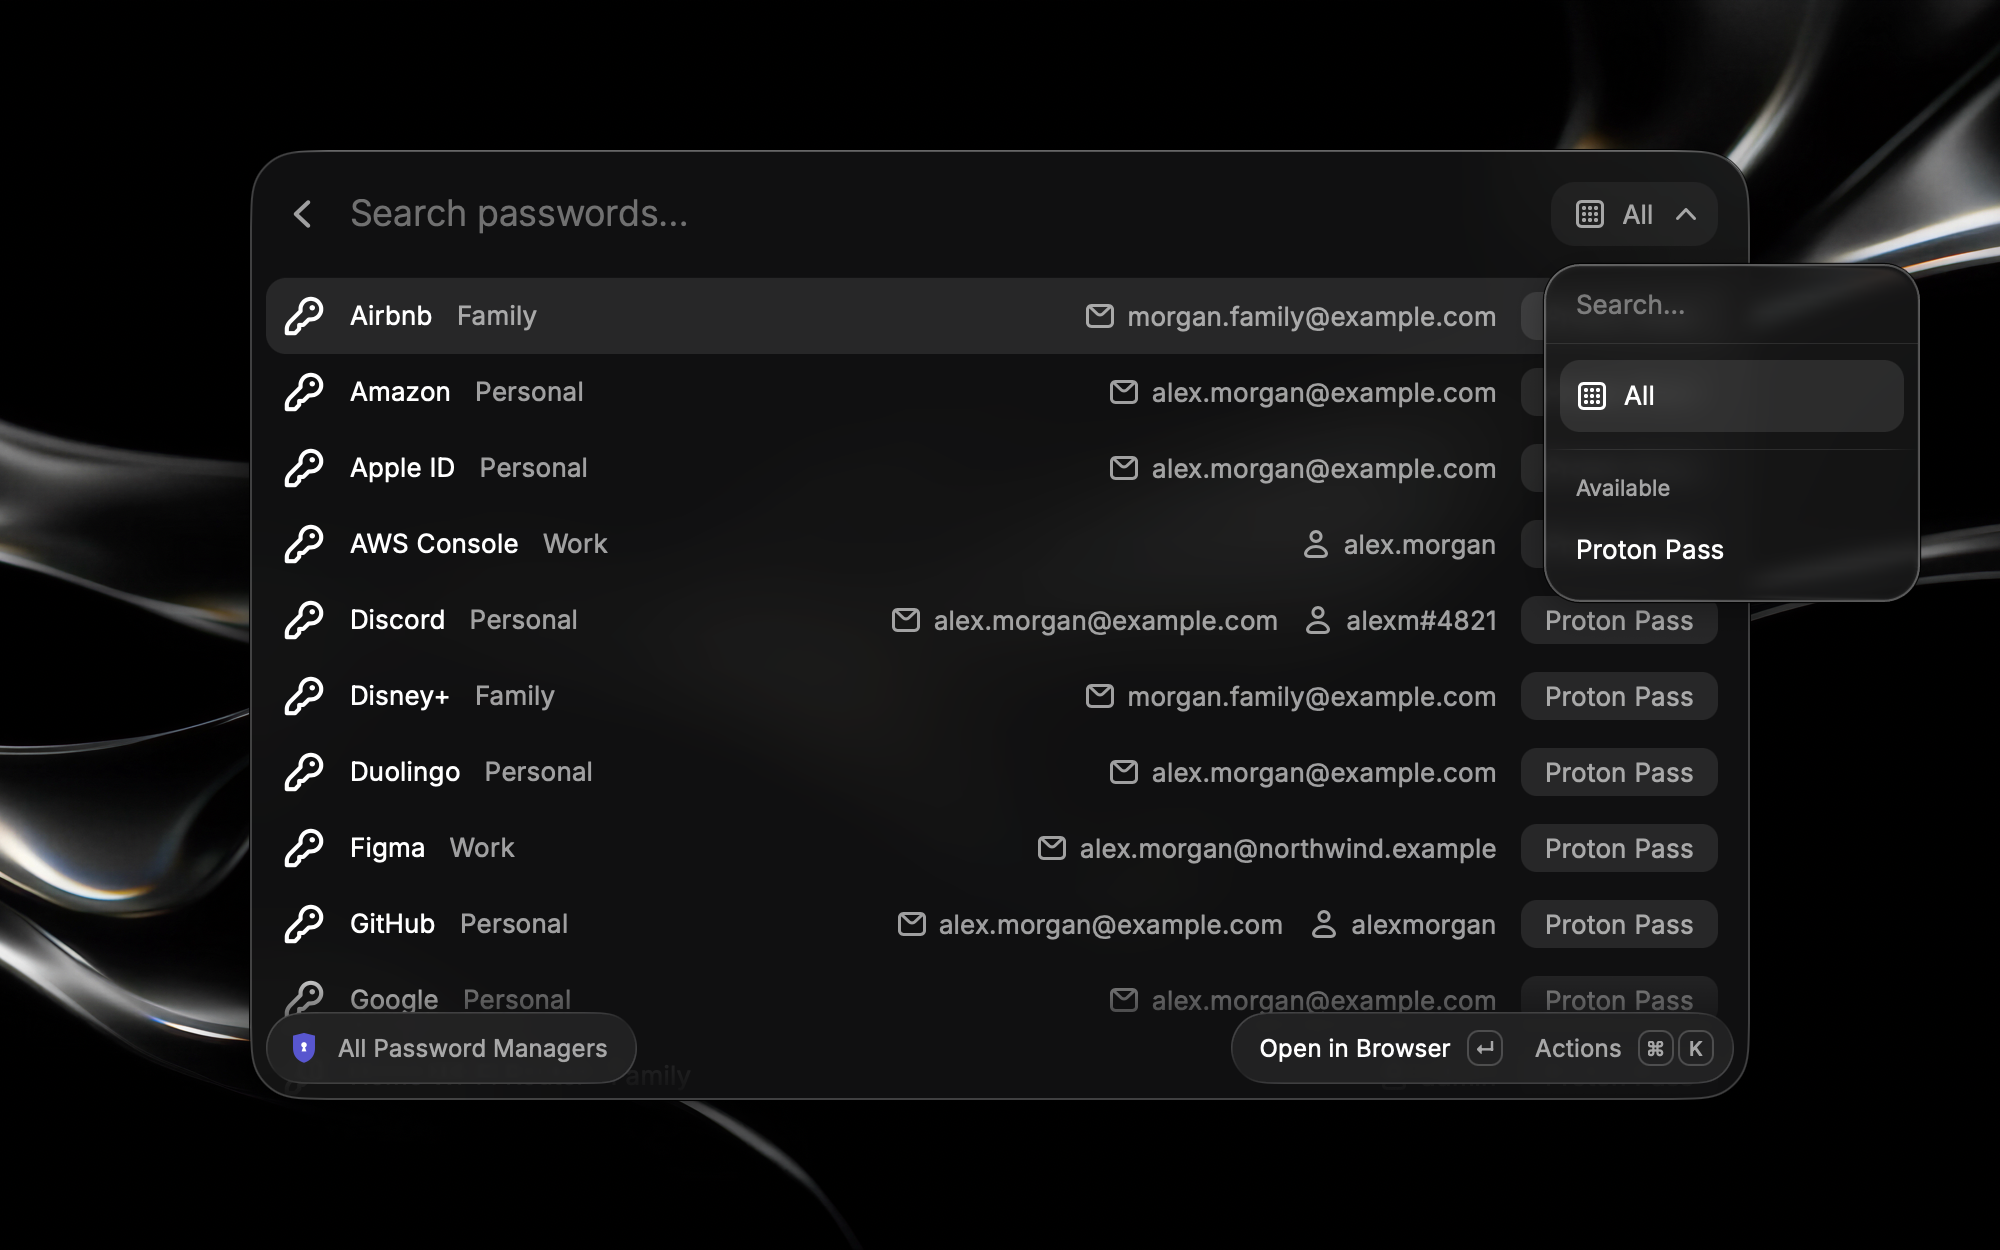 Search passwords...
All
Search...
All
Available
Proton Pass
Airbnb Family morgan.family@example.com
Amazon Personal alex.morgan@example.com
Apple ID Personal alex.morgan@example.com
AWS Console Work alex.morgan
Discord Personal alex.morgan@example.com alexm#4821 Proton Pass
Disney+ Family morgan.family@example.com Proton Pass
Duolingo Personal alex.morgan@example.com Proton Pass
Figma Work alex.morgan@northwind.example Proton Pass
GitHub Personal alex.morgan@example.com alexmorgan Proton Pass
Google Personal alex.morgan@example.com Proton Pass
All Password Managers
Open in Browser ↵ Actions ⌘ K